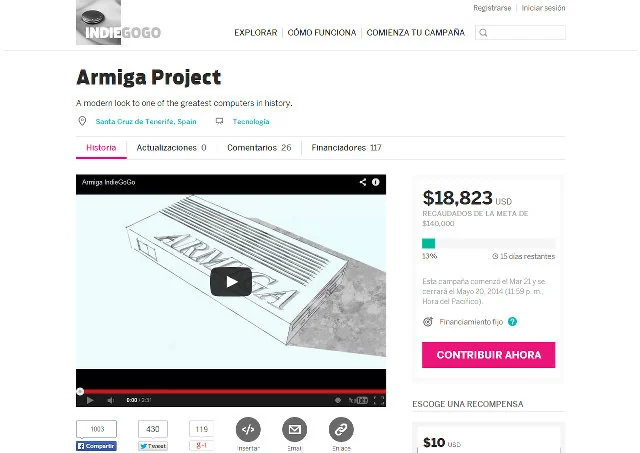 Registrarse | Iniciar sesión
INDIEGOGO
EXPLORAR | CÓMO FUNCIONA | COMIENZA TU CAMPAÑA
Armiga Project
A modern look to one of the greatest computers in history.
Santa Cruz de Tenerife, Spain Tecnología
Historia Actualizaciones 0 Comentarios 26 Financiadores 117
Armiga IndieGoGo
ARMIGA
0:00 / 2:31
1003 430 119
Compartir Tweet g+1
Insertar Email Enlace
$18,823 USD
RECAUDADOS DE LA META DE
$140,000
13% 15 días restantes
Esta campaña comenzó el Mar 21 y se
cerrará el Mayo 20, 2014 (11:59 p. m.,
Hora del Pacífico).
Financiamiento fijo ?
CONTRIBUIR AHORA
ESCOGE UNA RECOMPENSA
$10 USD